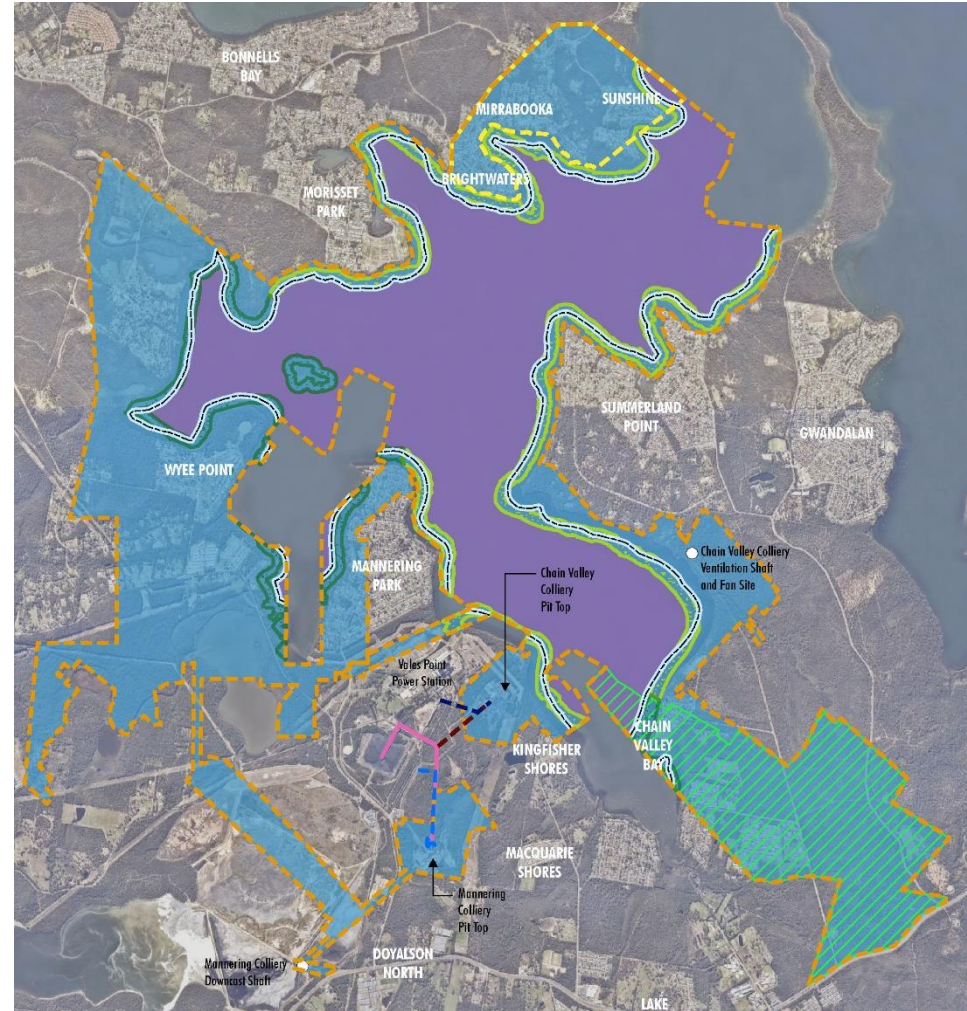 BONNELLS
BAY
MIRRABOOKA
SUNSHINE
BRIGHTWATERS
MORISSET
PARK
SUMMERLAND
POINT
GWANDALAN
WYEE POINT
Chain Valley Colliery
Ventilation Shaft
and Fan Site
MANNERING
PARK
Chain Valley
Colliery
Pit Top
Vales Point
Power Station
CHAIN
VALLEY
BAY
KINGFISHER
SHORES
MACQUARIE
SHORES
Mannering
Colliery
Pit Top
Mannering Colliery
Downcast Shaft
DOYALSON
NORTH
LAKE